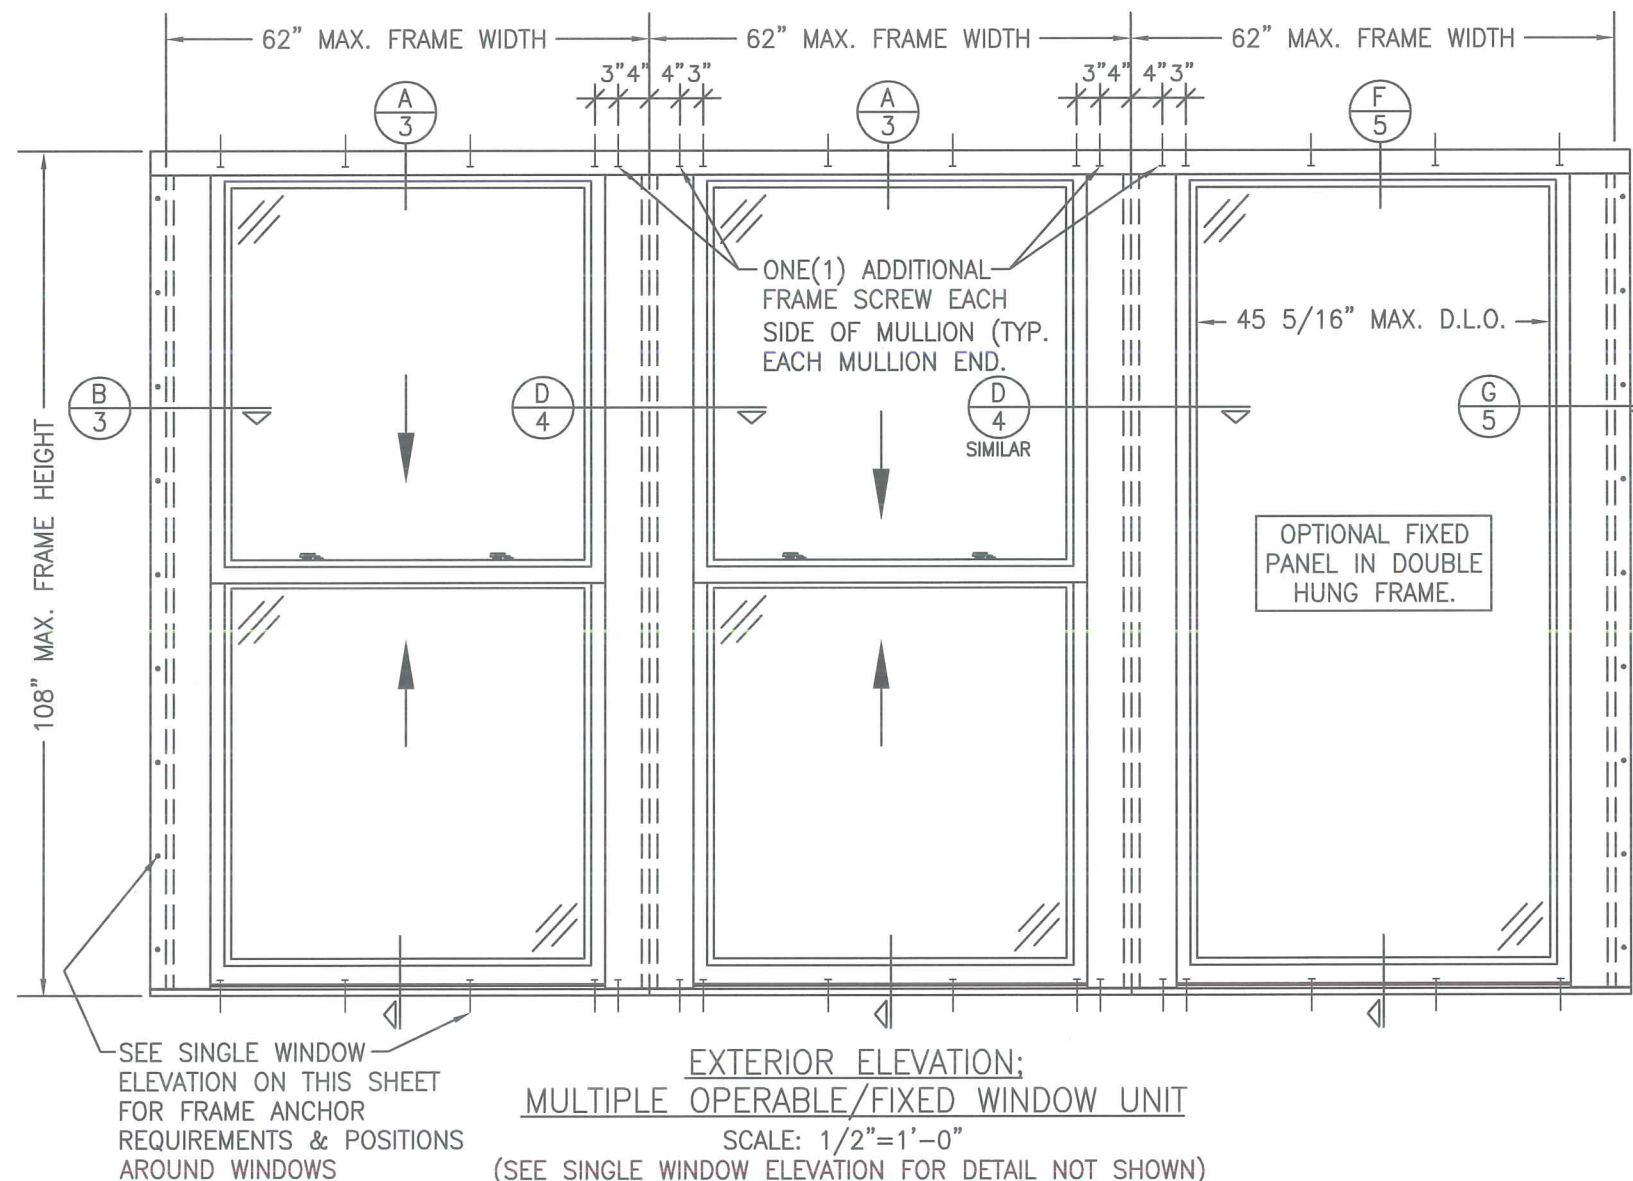 62" MAX. FRAME WIDTH
62" MAX. FRAME WIDTH
62" MAX. FRAME WIDTH
3"4" 4"3"
3"4" 4"3"
A
3
A
3
F
5
ONE(1) ADDITIONAL
FRAME SCREW EACH
SIDE OF MULLION (TYP.
EACH MULLION END.
45 5/16" MAX. D.L.O.
B
3
D
4
D
4
SIMILAR
G
5
108" MAX. FRAME HEIGHT
OPTIONAL FIXED
PANEL IN DOUBLE
HUNG FRAME.
SEE SINGLE WINDOW
ELEVATION ON THIS SHEET
FOR FRAME ANCHOR
REQUIREMENTS & POSITIONS
AROUND WINDOWS
EXTERIOR ELEVATION;
MULTIPLE OPERABLE/FIXED WINDOW UNIT
SCALE: 1/2"=1'-0"
(SEE SINGLE WINDOW ELEVATION FOR DETAIL NOT SHOWN)